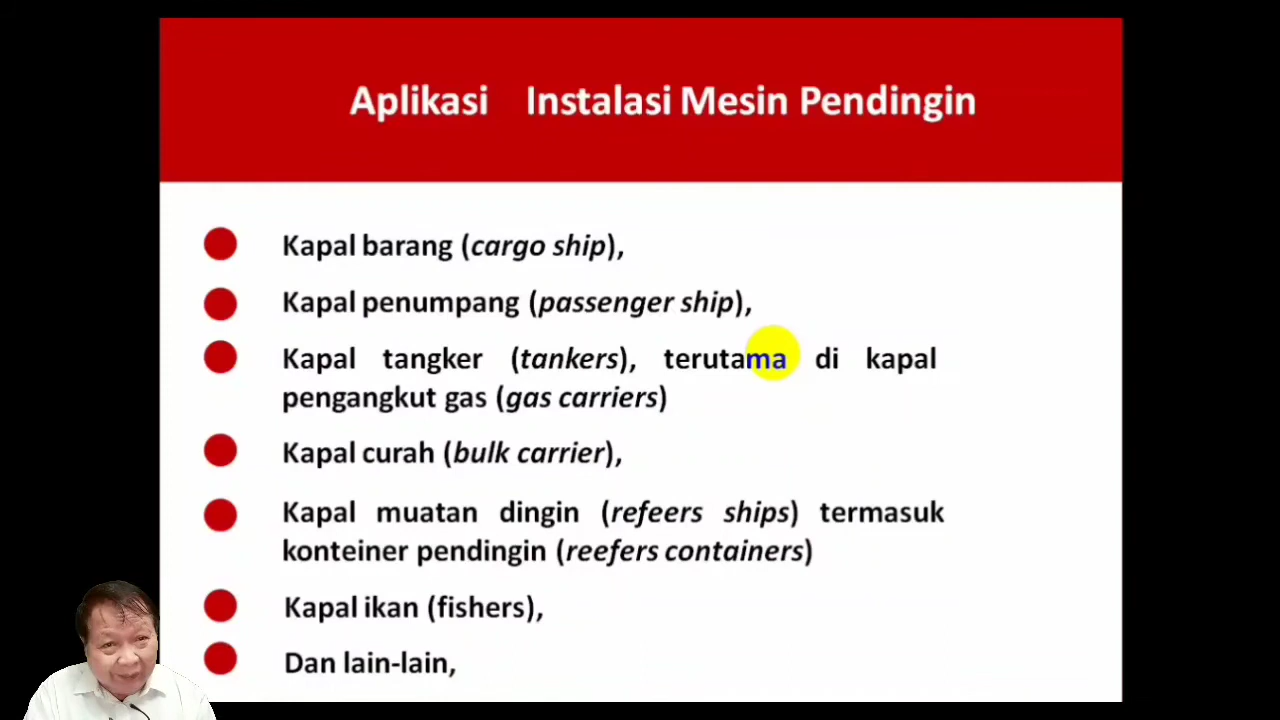 Aplikasi Instalasi Mesin Pendingin
Kapal barang (cargo ship),
Kapal penumpang (passenger ship),
Kapal tangker (tankers), terutama di kapal
pengangkut gas (gas carriers)
Kapal curah (bulk carrier),
Kapal muatan dingin (refeers ships) termasuk
konteiner pendingin (reefers containers)
Kapal ikan (fishers),
Dan lain-lain,